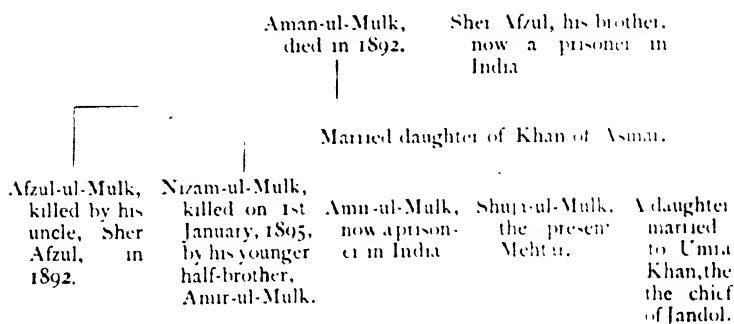 Aman-ul-Mulk,
died in 1892.
Sher Afzul, his brother,
now a prisoner in
India
Married daughter of Khan of Asmar.
Afzul-ul-Mulk,
killed by his
uncle, Sher
Afzul, in
1892.
Nizam-ul-Mulk,
killed on 1st
January, 1895,
by his younger
half-brother,
Amir-ul-Mulk.
Amir-ul-Mulk,
now a prison-
er in India
Shuja-ul-Mulk,
the present
Mehtar.
A daughter
married
to Umra
Khan, the
the chief
of Jandol.